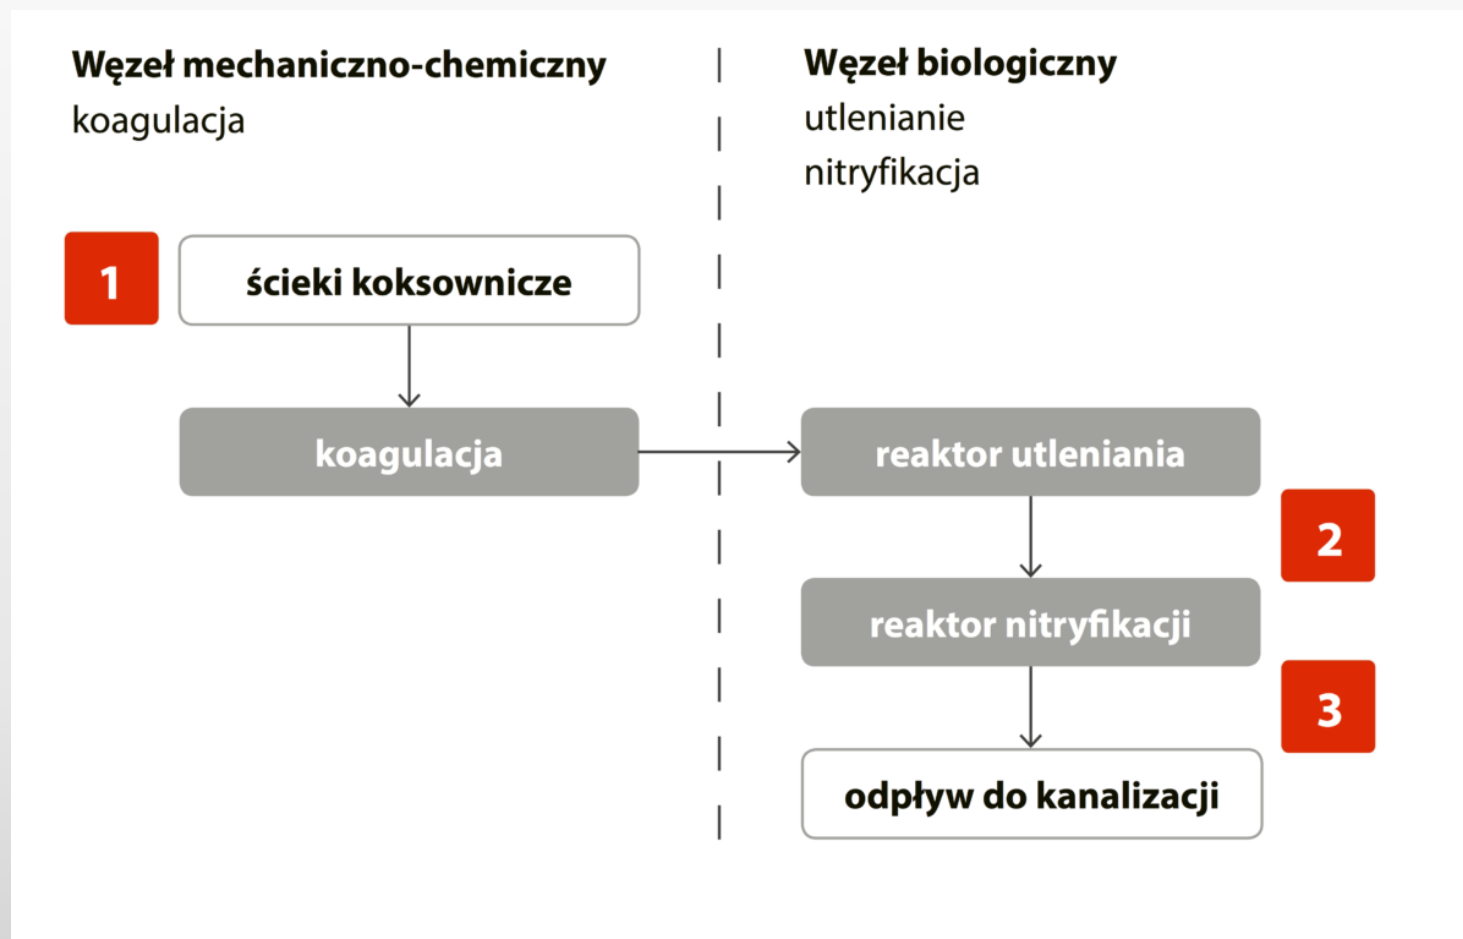 Węzeł mechaniczno-chemiczny
koagulacja
Węzeł biologiczny
utlenianie
nitryfikacja
1
ścieki koksownicze
koagulacja
reaktor utleniania
2
reaktor nitryfikacji
3
odpływ do kanalizacji